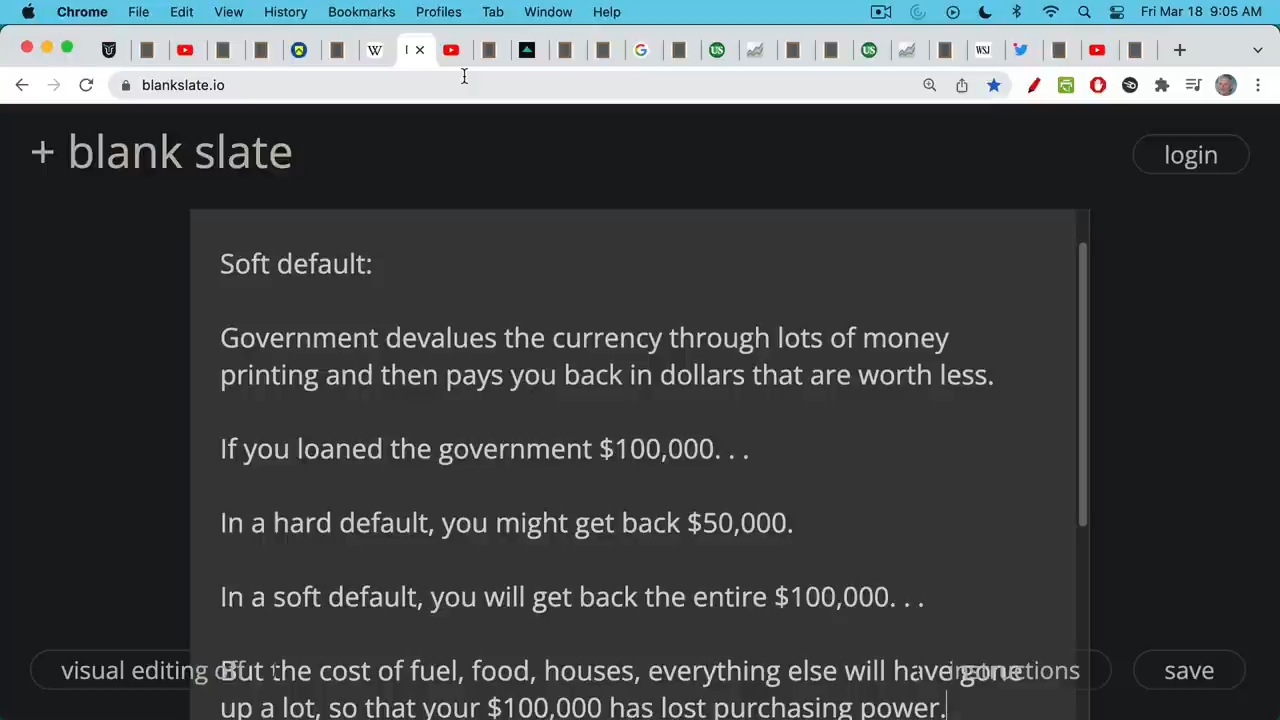 Chrome File Edit View History Bookmarks Profiles Tab Window Help Fri Mar 18 9:05 AM
W US US WSJ
blankslate.io
+ blank slate
login
Soft default:
Government devalues the currency through lots of money
printing and then pays you back in dollars that are worth less.
If you loaned the government $100,000. . .
In a hard default, you might get back $50,000.
In a soft default, you will get back the entire $100,000. . .
But the cost of fuel, food, houses, everything else will have gone
up a lot, so that your $100,000 has lost purchasing power.
visual editing off
instructions
save